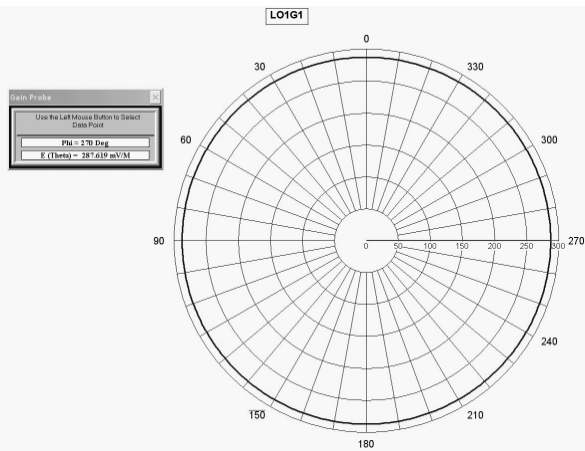 LO1G1
0
30
330
Gain Probe
Use the Left Mouse Button to Select
Data Point
Phi = 270 Deg
E (Theta) = 287.619 mV/M
60
300
90
0 50 100 150 200 250 300
270
240
150
210
180